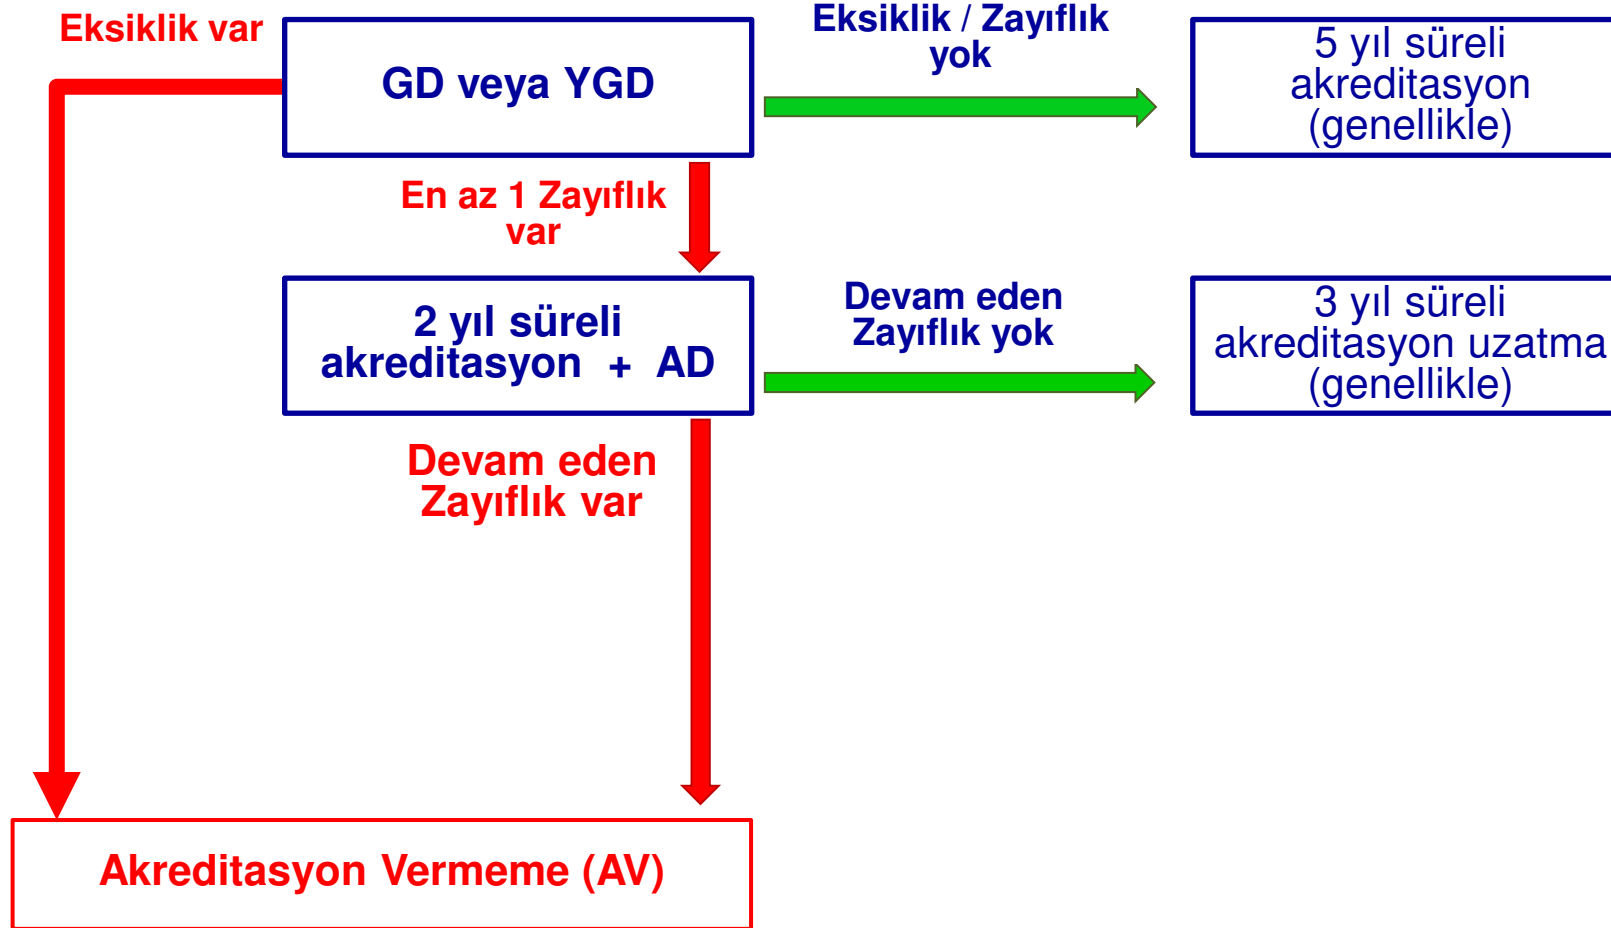 Eksiklik var
GD veya YGD
Eksiklik / Zayıflık
yok
5 yıl süreli
akreditasyon
(genellikle)
En az 1 Zayıflık
var
2 yıl süreli
akreditasyon + AD
Devam eden
Zayıflık yok
3 yıl süreli
akreditasyon uzatma
(genellikle)
Devam eden
Zayıflık var
Akreditasyon Vermeme (AV)